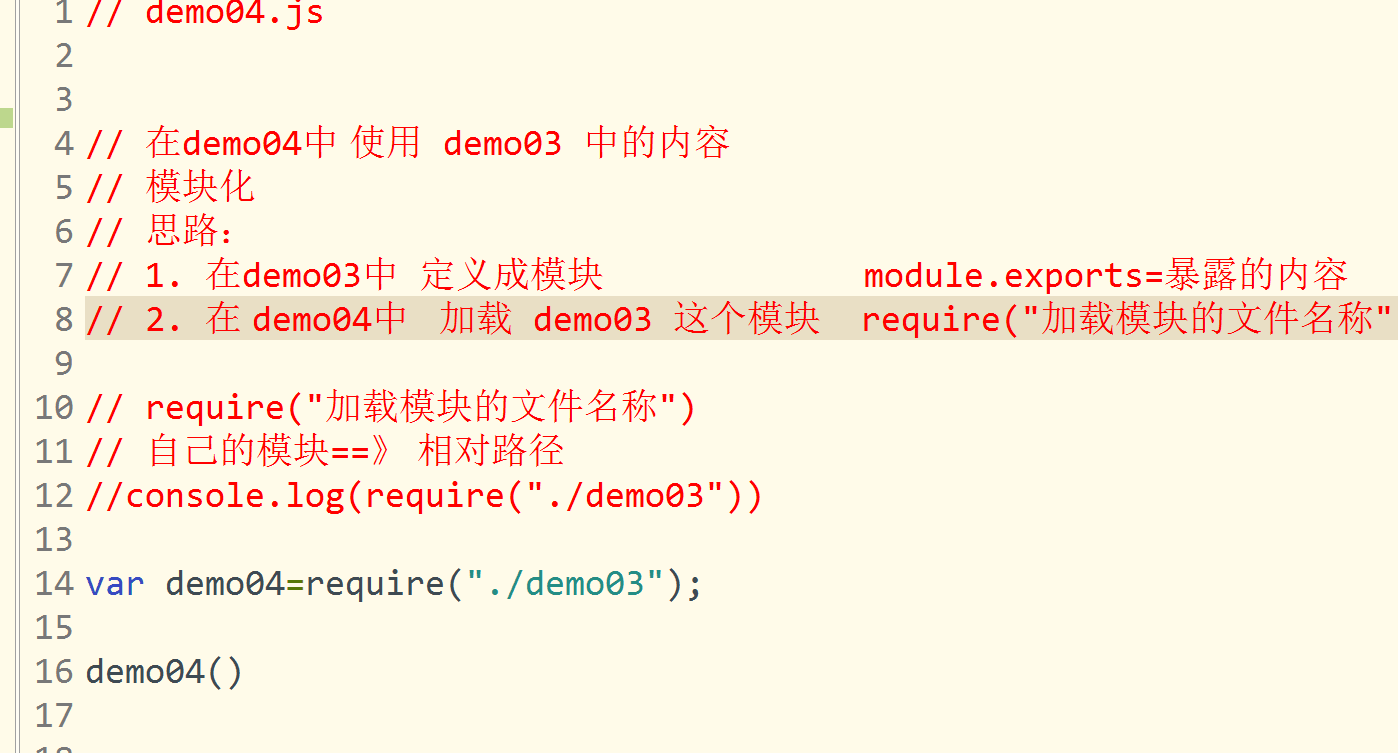 1 // demo04.js
2
3
4 // 在demo04中 使用 demo03 中的内容
5 // 模块化
6 // 思路:
7 // 1. 在demo03中 定义成模块 module.exports=暴露的内容
8 // 2. 在 demo04中 加载 demo03 这个模块 require("加载模块的文件名称"
9
10 // require("加载模块的文件名称")
11 // 自己的模块==》 相对路径
12 //console.log(require("./demo03"))
13
14 var demo04=require("./demo03");
15
16 demo04()
17